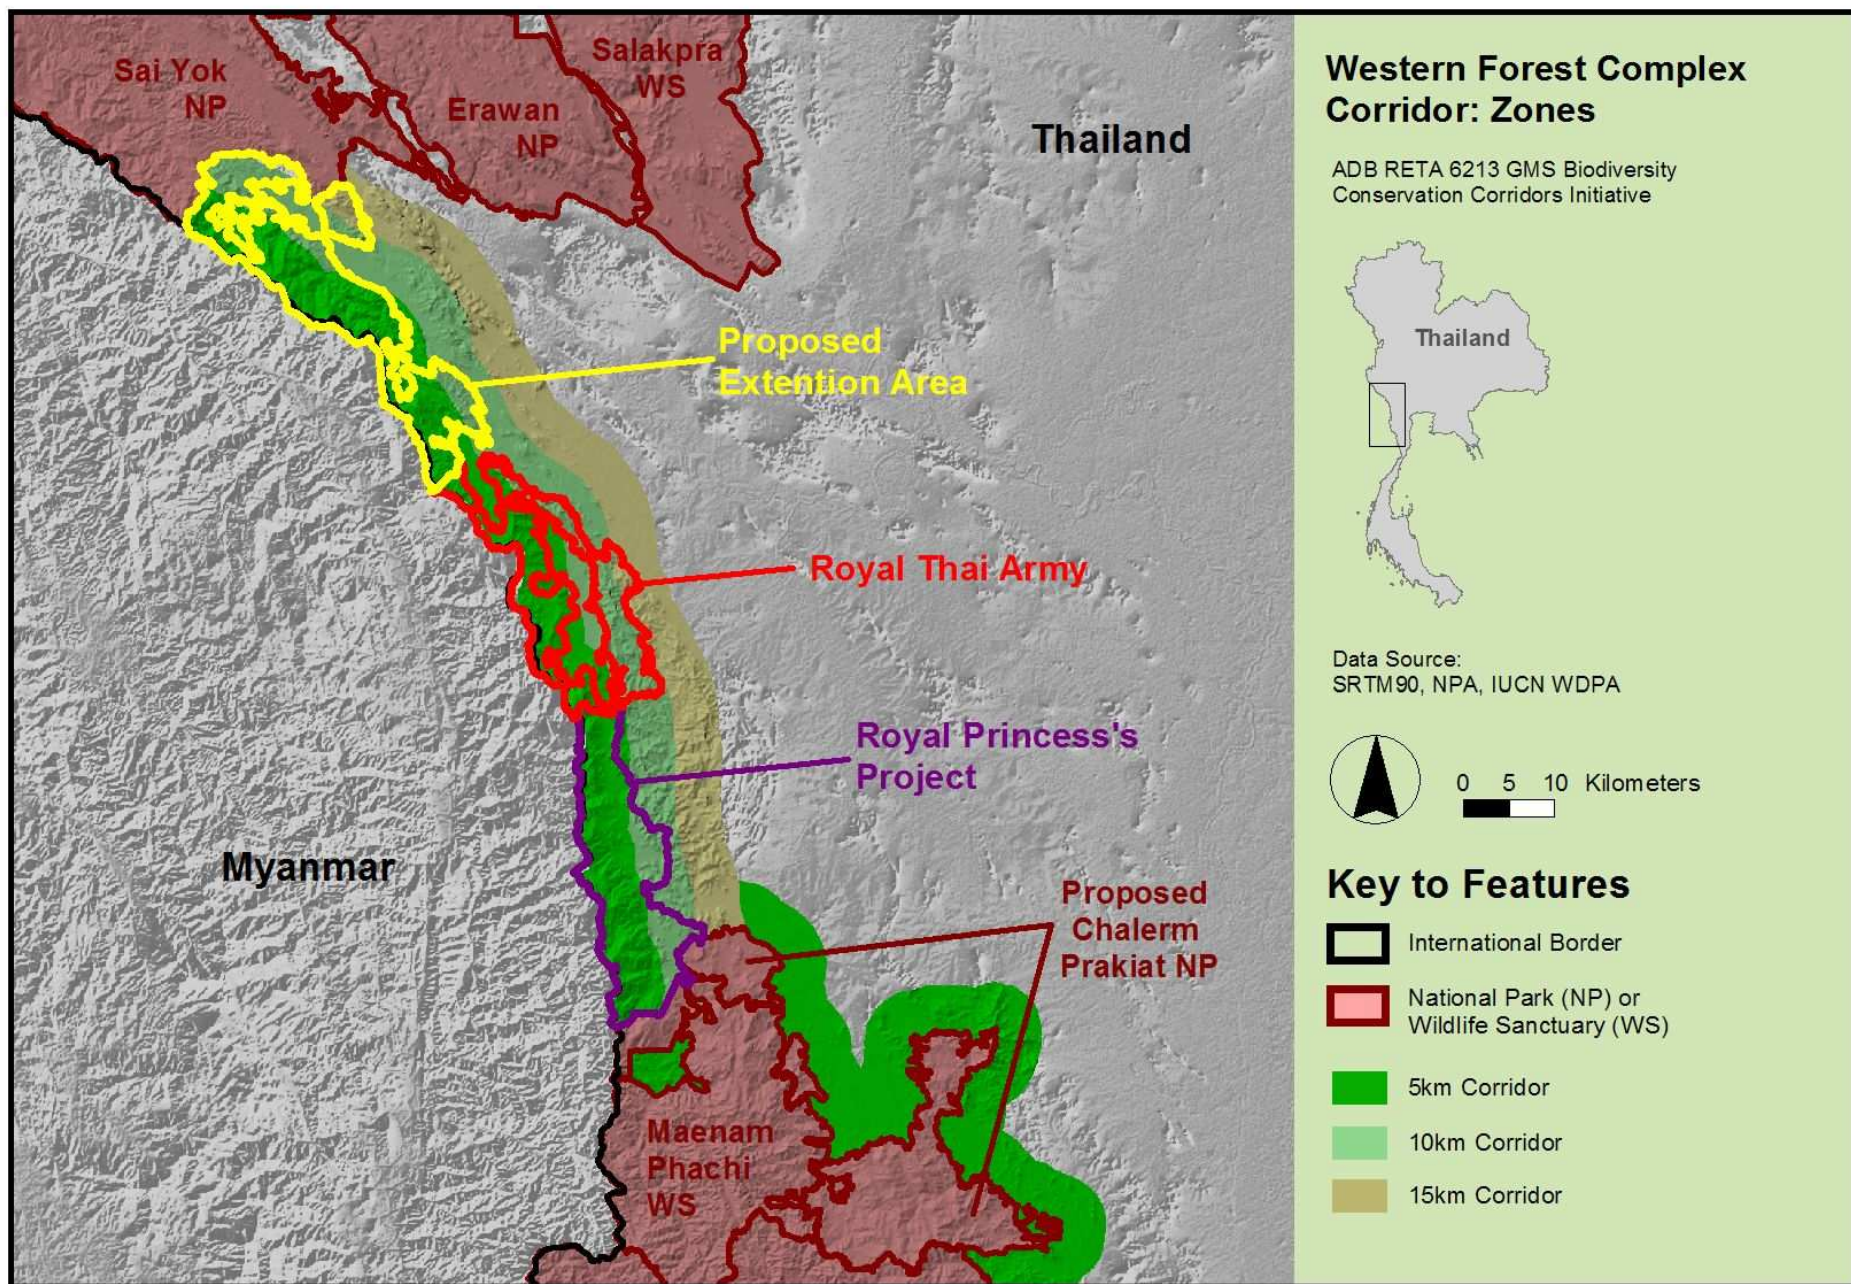 Sai Yok
NP
Erawan
NP
Salakpra
WS
Thailand
Proposed
Extention Area
Royal Thai Army
Royal Princess's
Project
Myanmar
Proposed
Chalerm
Prakiat NP
Maenam
Phachi
WS
Western Forest Complex
Corridor: Zones
ADB RETA 6213 GMS Biodiversity
Conservation Corridors Initiative
Thailand
Data Source:
SRTM90, NPA, IUCN WDPA
0 5 10 Kilometers
Key to Features
International Border
National Park (NP) or
Wildlife Sanctuary (WS)
5km Corridor
10km Corridor
15km Corridor